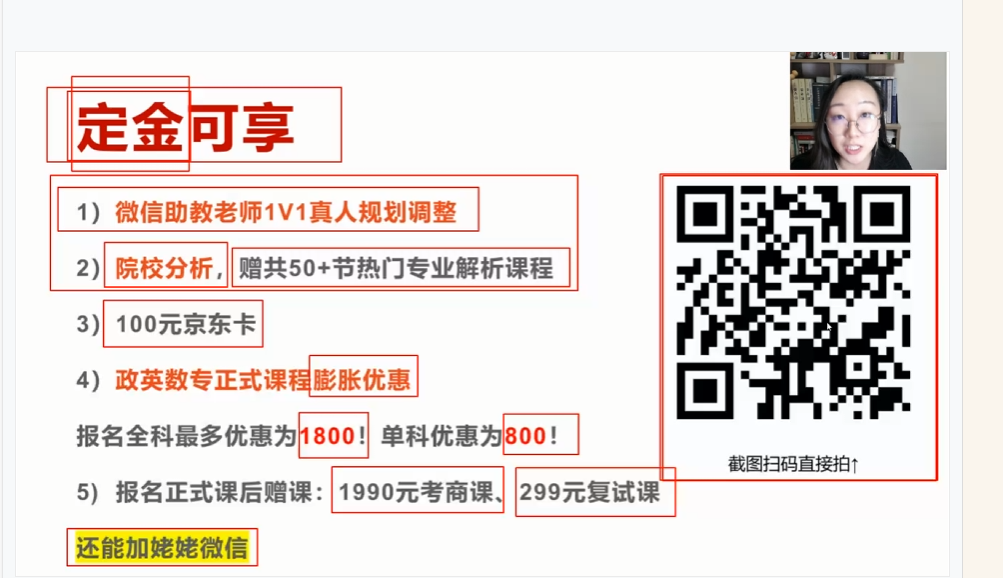 定金可享
1）微信助教老师1V1真人规划调整
2）院校分析，赠共50+节热门专业解析课程
3）100元京东卡
4）政英数专正式课程膨胀优惠
报名全科最多优惠为1800！单科优惠为800！
5）报名正式课后赠课：1990元考商课、299元复试课
还能加姥姥微信
截图扫码直接拍↑